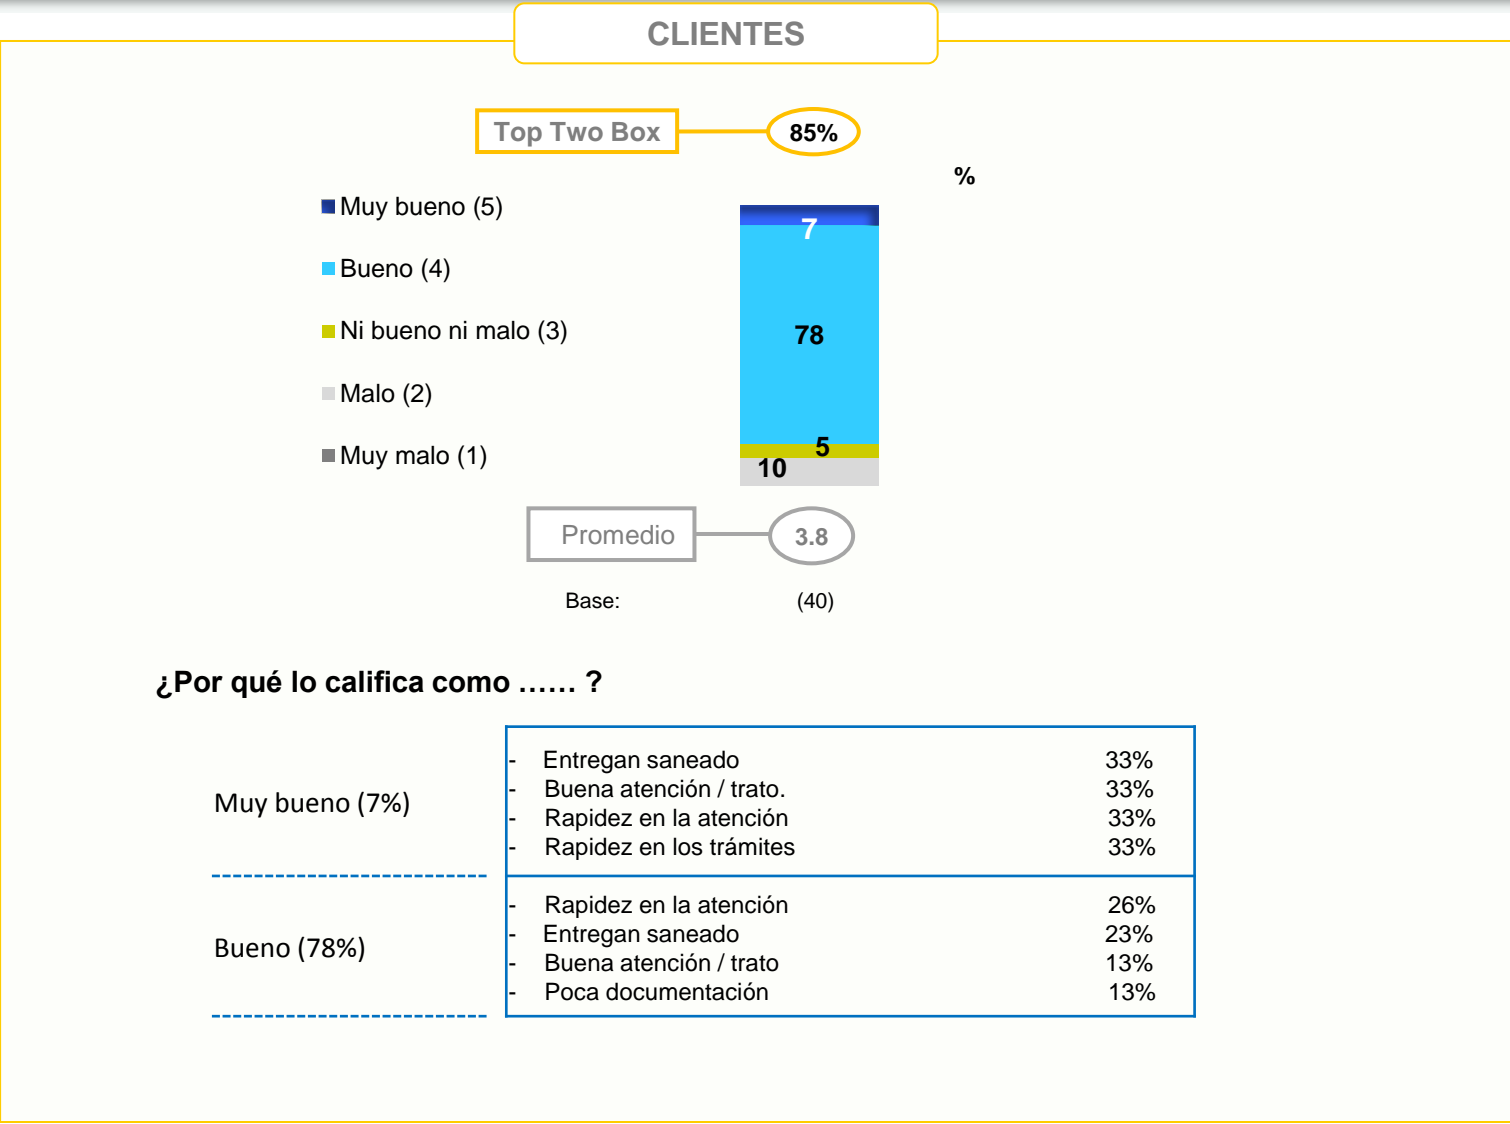 CLIENTES
Top Two Box 85%
%
Muy bueno (5) 7
Bueno (4)
Ni bueno ni malo (3) 78
Malo (2)
Muy malo (1) 5
10
Promedio 3.8
Base: (40)
¿Por qué lo califica como …… ?
Muy bueno (7%)
- Entregan saneado 33%
- Buena atención / trato. 33%
- Rapidez en la atención 33%
- Rapidez en los trámites 33%
Bueno (78%)
- Rapidez en la atención 26%
- Entregan saneado 23%
- Buena atención / trato 13%
- Poca documentación 13%